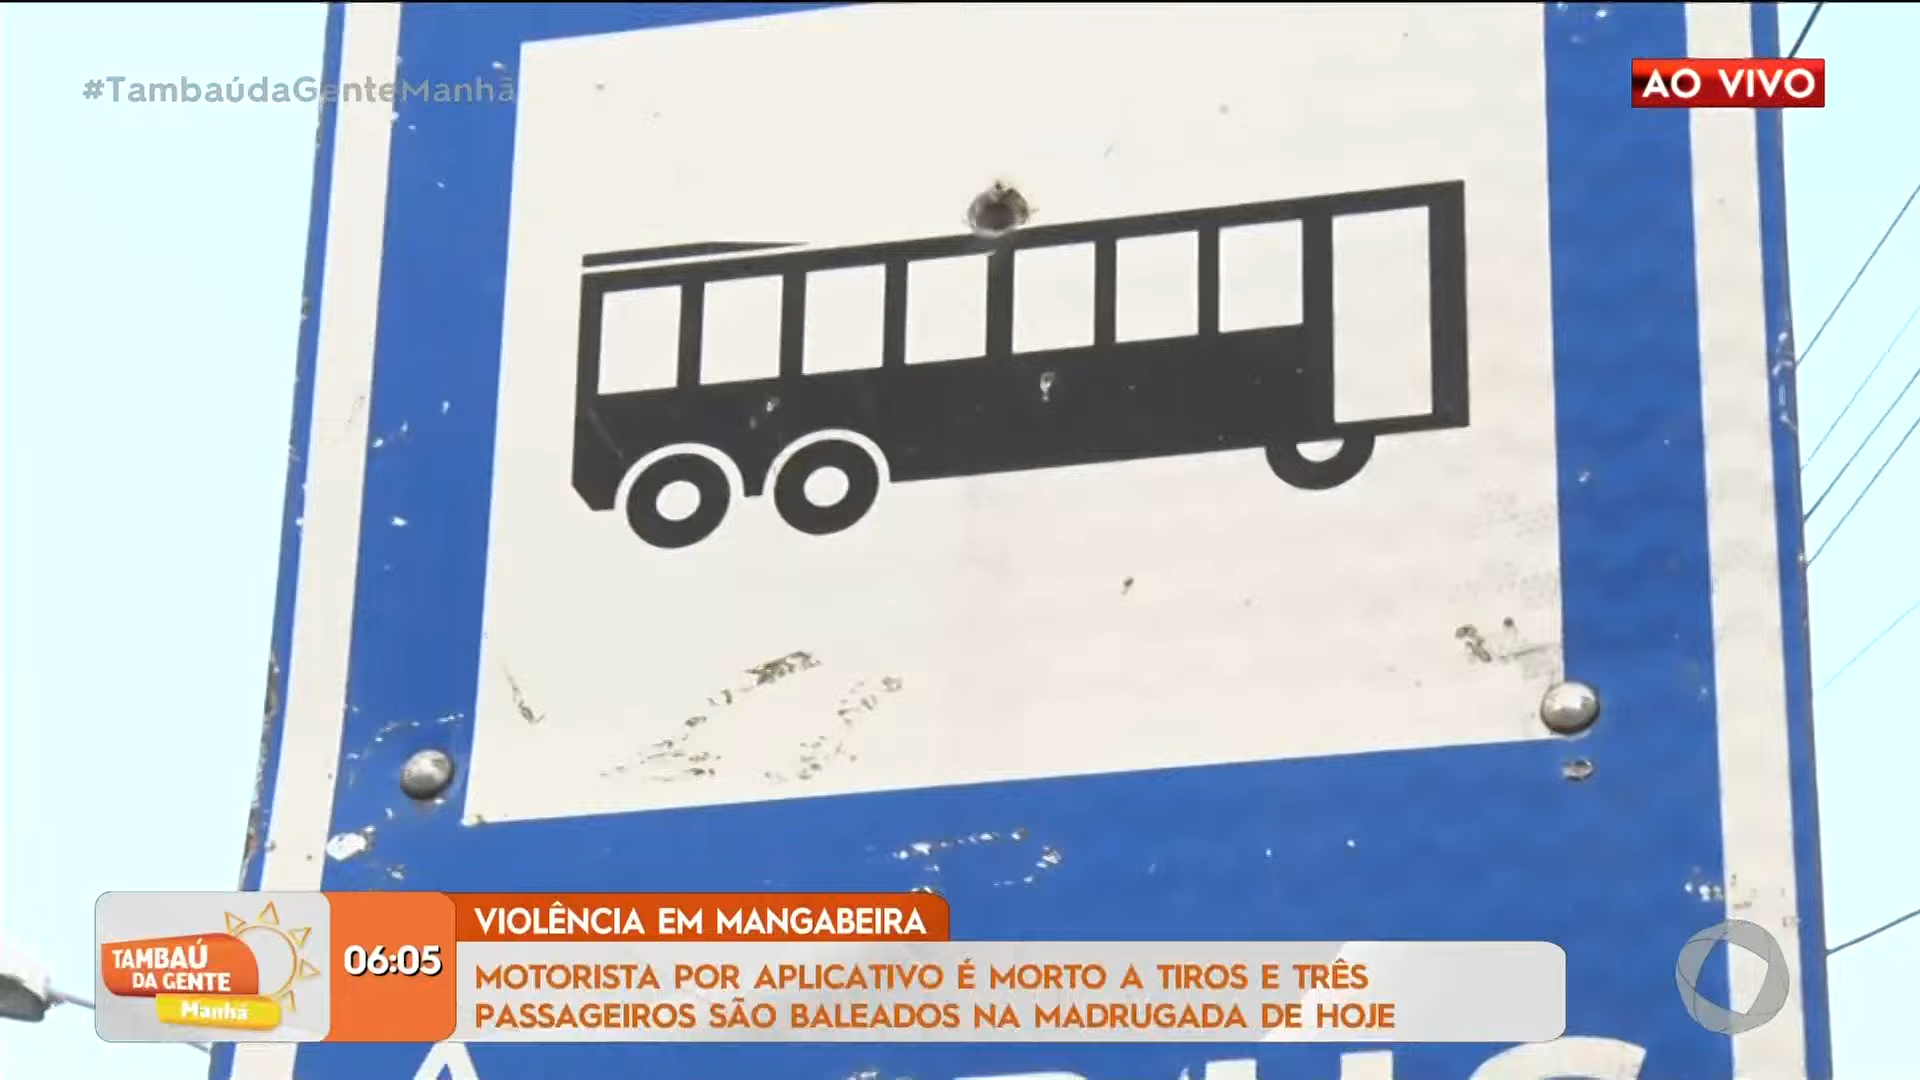 #TambaúdaGenteManhã
AO VIVO
VIOLÊNCIA EM MANGABEIRA
TAMBAÚ
DA GENTE
Manhã
06:05
MOTORISTA POR APLICATIVO É MORTO A TIROS E TRÊS
PASSAGEIROS SÃO BALEADOS NA MADRUGADA DE HOJE